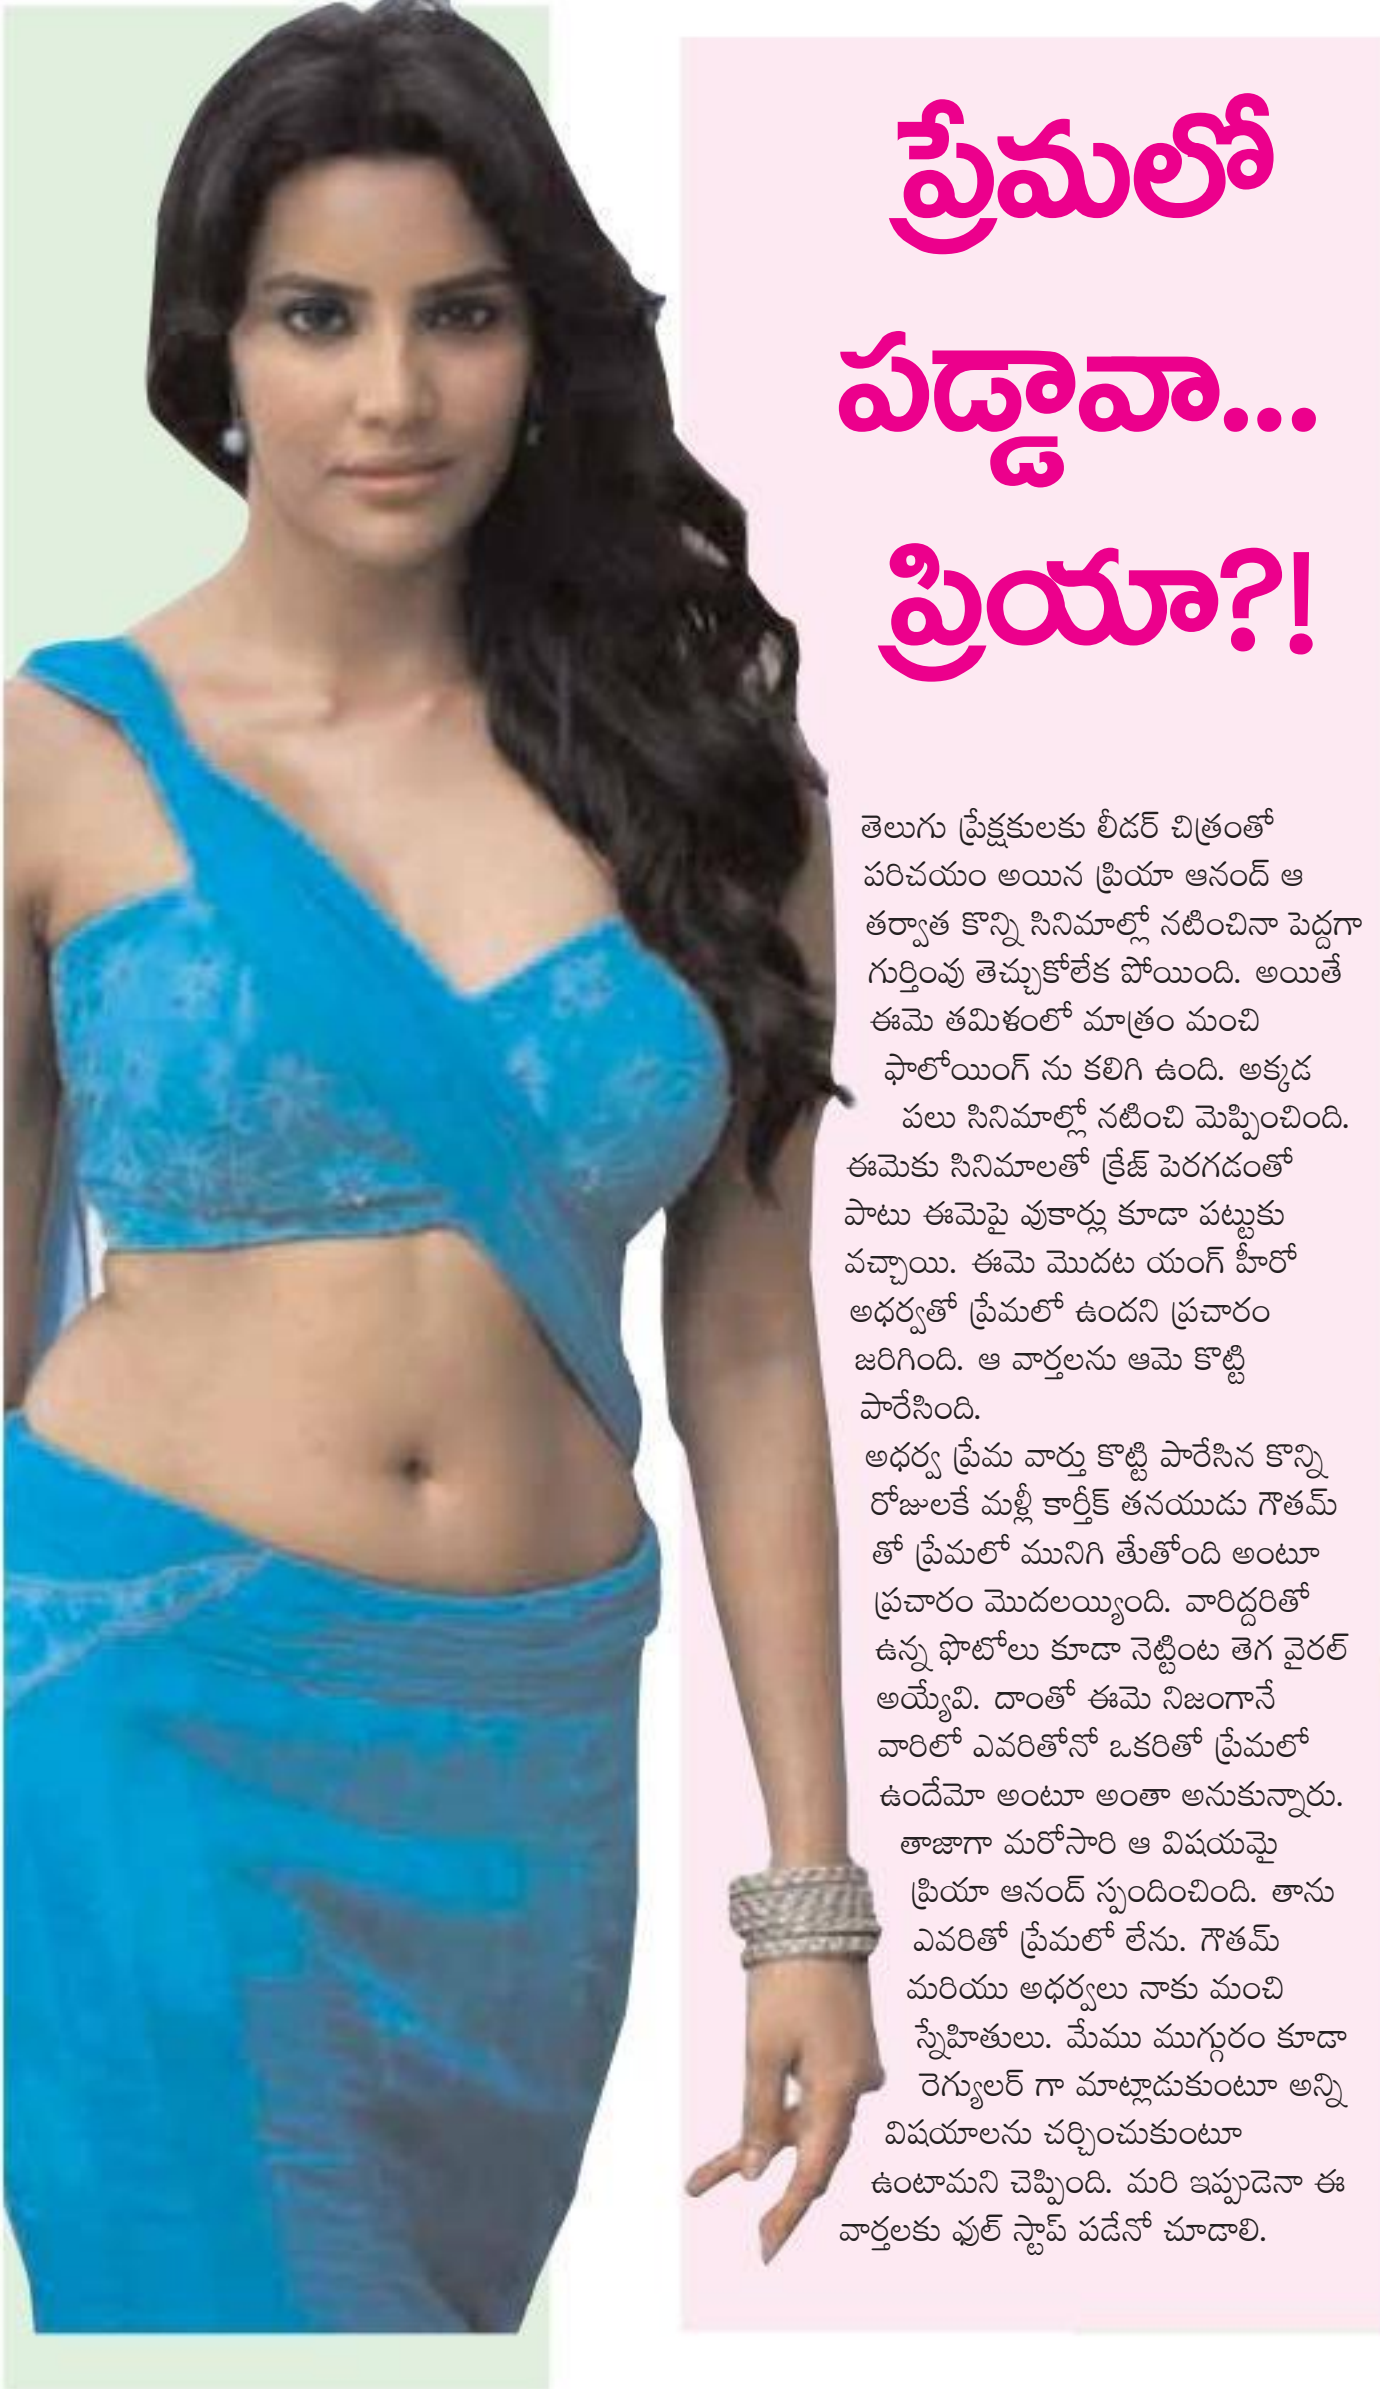 ప్రేమలో
పడ్డావా...
ప్రియా?!
తెలుగు ప్రేక్షకులకు లీడర్ చిత్రంతో
పరిచయం అయిన ప్రియా ఆనంద్ ఆ
తర్వాత కొన్ని సినిమాల్లో నటించినా పెద్దగా
గుర్తింవు తెచ్చుకోలేక పోయింది. అయితే
ఈమె తమిళంలో మాత్రం మంచి
ఫాలోయింగ్ ను కలిగి ఉంది. అక్కడ
పలు సినిమాల్లో నటించి మెప్పించింది.
ఈమెకు సినిమాలతో క్రేజ్ పెరగడంతో
పాటు ఈమెపై వుకార్లు కూడా పట్టుకు
వచ్చాయి. ఈమె మొదట యంగ్ హీరో
అధర్వతో ప్రేమలో ఉందని ప్రచారం
జరిగింది. ఆ వార్తలను ఆమె కొట్టి
పారేసింది.
అధర్వ ప్రేమ వార్తు కొట్టి పారేసిన కొన్ని
రోజులకే మళ్లీ కార్తీక్ తనయుడు గౌతమ్
తో ప్రేమలో మునిగి తేుతోంది అంటూ
ప్రచారం మొదలయ్యింది. వారిద్దరితో
ఉన్న ఫొటోలు కూడా నెట్టింట తెగ వైరల్
అయ్యేవి. దాంతో ఈమె నిజంగానే
వారిలో ఎవరితోనో ఒకరితో ప్రేమలో
ఉందేమో అంటూ అంతా అనుకున్నారు.
తాజాగా మరోసారి ఆ విషయమై
ప్రియా ఆనంద్ స్పందించింది. తాను
ఎవరితో ప్రేమలో లేను. గౌతమ్
మరియు అధర్వలు నాకు మంచి
స్నేహితులు. మేము ముగ్గురం కూడా
రెగ్యులర్ గా మాట్లాడుకుంటూ అన్ని
విషయాలను చర్చించుకుంటూ
ఉంటామని చెప్పింది. మరి ఇప్పుడెనా ఈ
వార్తలకు ఫుల్ స్టాప్ పడేనో చూడాలి.